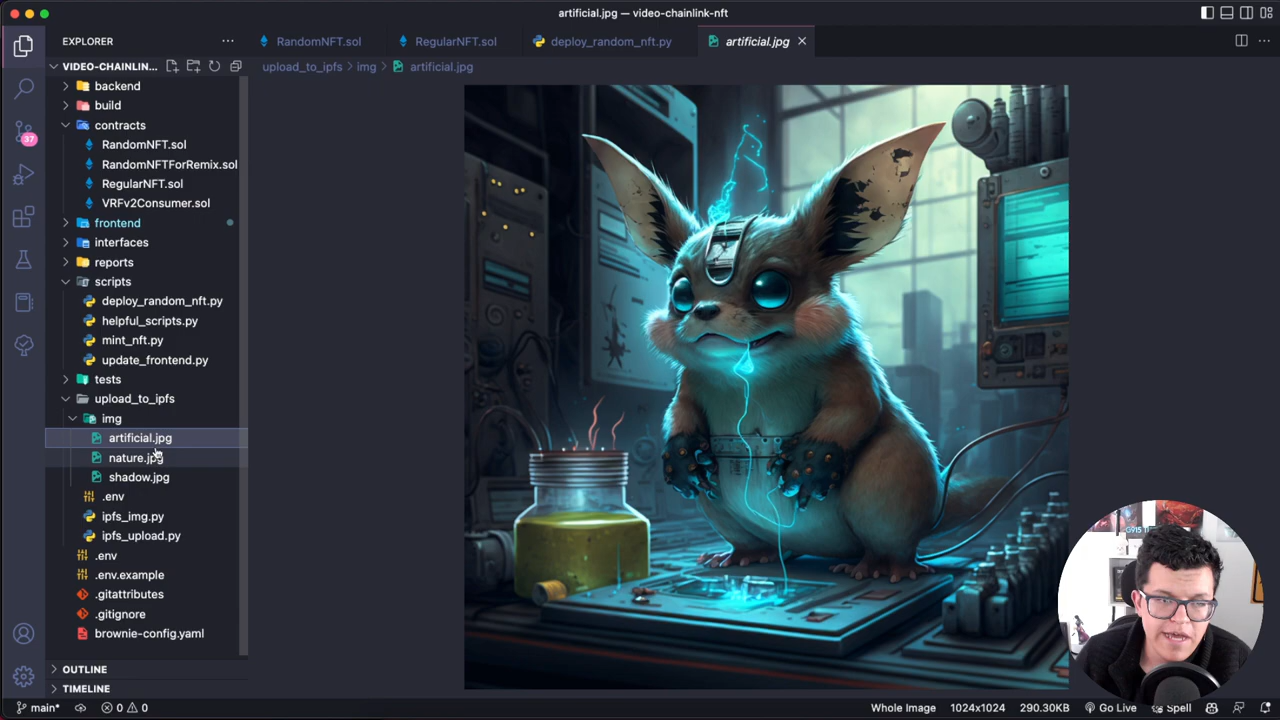 artificial.jpg — video-chainlink-nft
EXPLORER
RandomNFT.sol
RegularNFT.sol
deploy_random_nft.py
artificial.jpg
VIDEO-CHAINLIN...
upload_to_ipfs > img > artificial.jpg
backend
build
contracts
RandomNFT.sol
RandomNFTForRemix.sol
RegularNFT.sol
VRFv2Consumer.sol
frontend
interfaces
reports
scripts
deploy_random_nft.py
helpful_scripts.py
mint_nft.py
update_frontend.py
tests
upload_to_ipfs
img
artificial.jpg
nature.jpg
shadow.jpg
.env
ipfs_img.py
ipfs_upload.py
.env
.env.example
.gitattributes
.gitignore
brownie-config.yaml
OUTLINE
TIMELINE
37
main*
0
0
Whole Image
1024x1024
290.30KB
Go Live
Spell